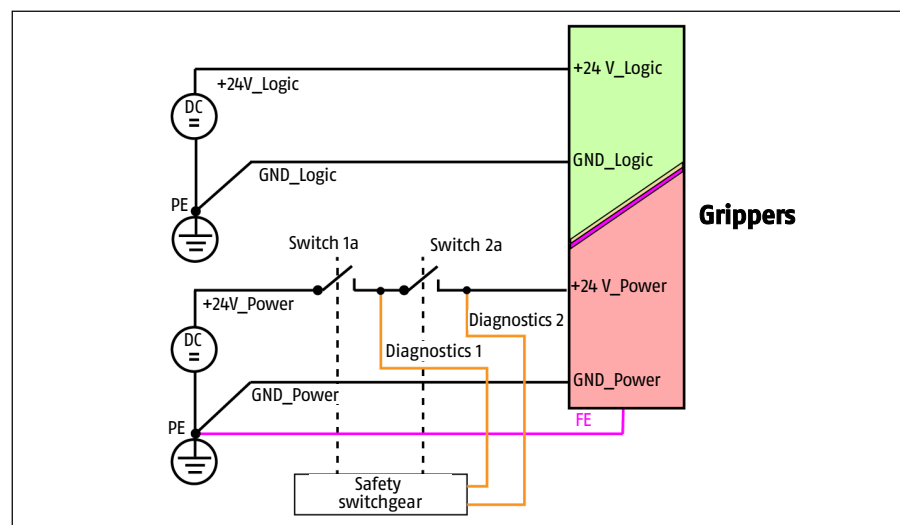 +24V_Logic
+24 V_Logic
DC
=
GND_Logic
GND_Logic
PE
Grippers
Switch 1a
Switch 2a
+24V_Power
+24 V_Power
DC
=
Diagnostics 2
Diagnostics 1
GND_Power
GND_Power
PE
FE
Safety
switchgear